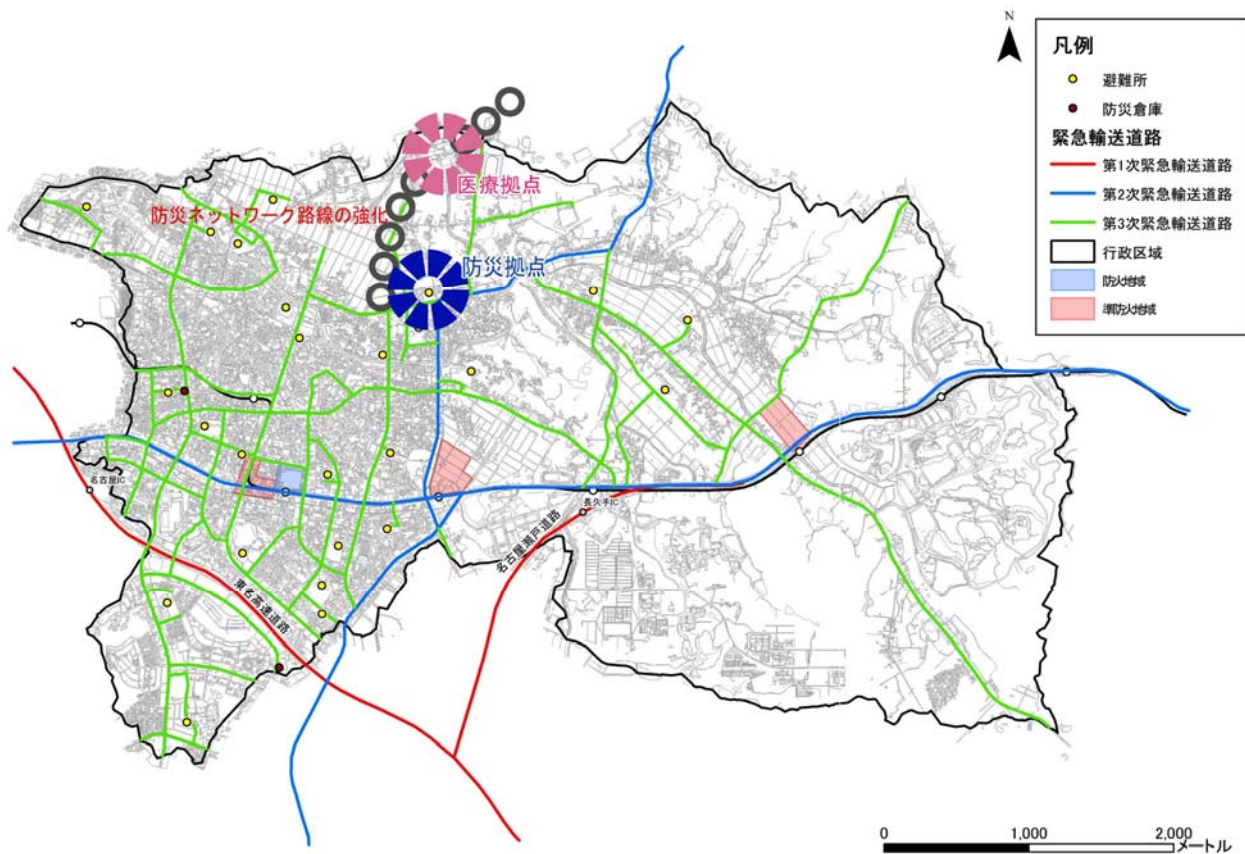 N
凡例
避難所
防災倉庫
緊急輸送道路
第1次緊急輸送道路
第2次緊急輸送道路
第3次緊急輸送道路
行政区域
防火地域
準防火地域
医療拠点
防災ネットワーク路線の強化
防災拠点
名古屋IC
長久手IC
名古屋瀬戸道路
東名高速道路
0 1,000 2,000
メートル